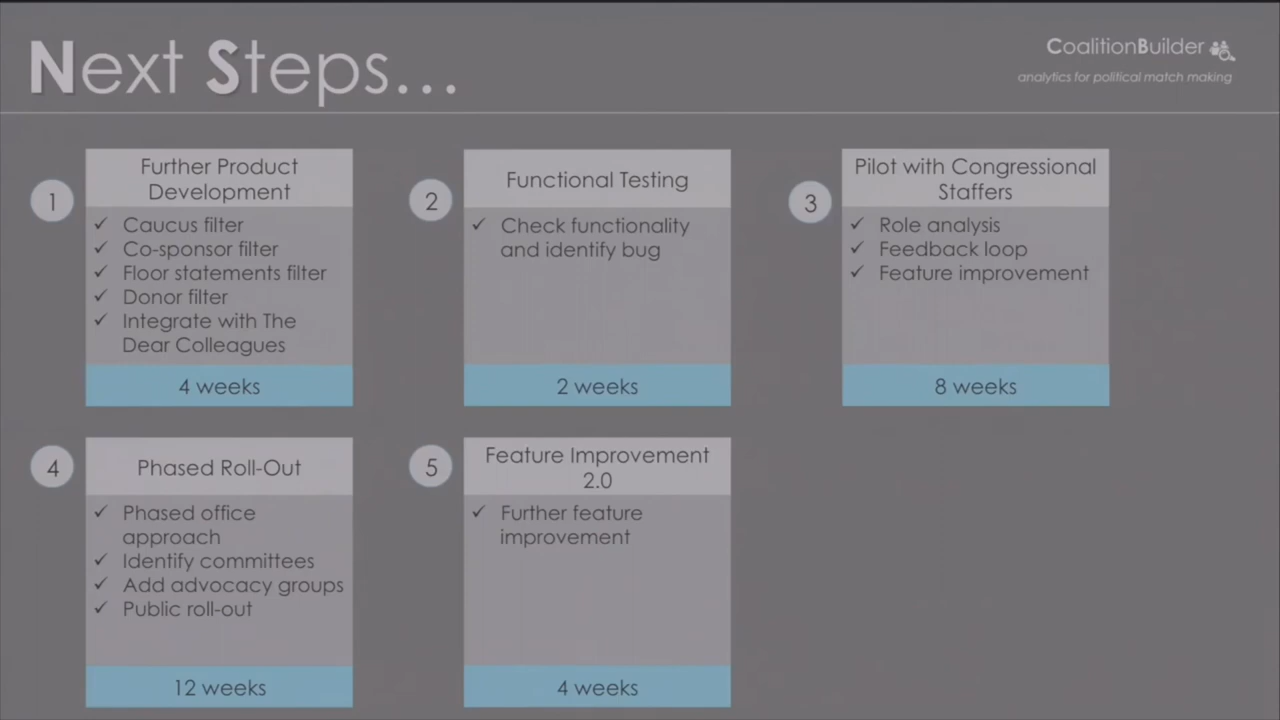 Next Steps...
CoalitionBuilder
analytics for political match making
1
Further Product
Development
✓ Caucus filter
✓ Co-sponsor filter
✓ Floor statements filter
✓ Donor filter
✓ Integrate with The
Dear Colleagues
4 weeks
2
Functional Testing
✓ Check functionality
and identify bug
2 weeks
3
Pilot with Congressional
Staffers
✓ Role analysis
✓ Feedback loop
✓ Feature improvement
8 weeks
4
Phased Roll-Out
✓ Phased office
approach
✓ Identify committees
✓ Add advocacy groups
✓ Public roll-out
12 weeks
5
Feature Improvement
2.0
✓ Further feature
improvement
4 weeks